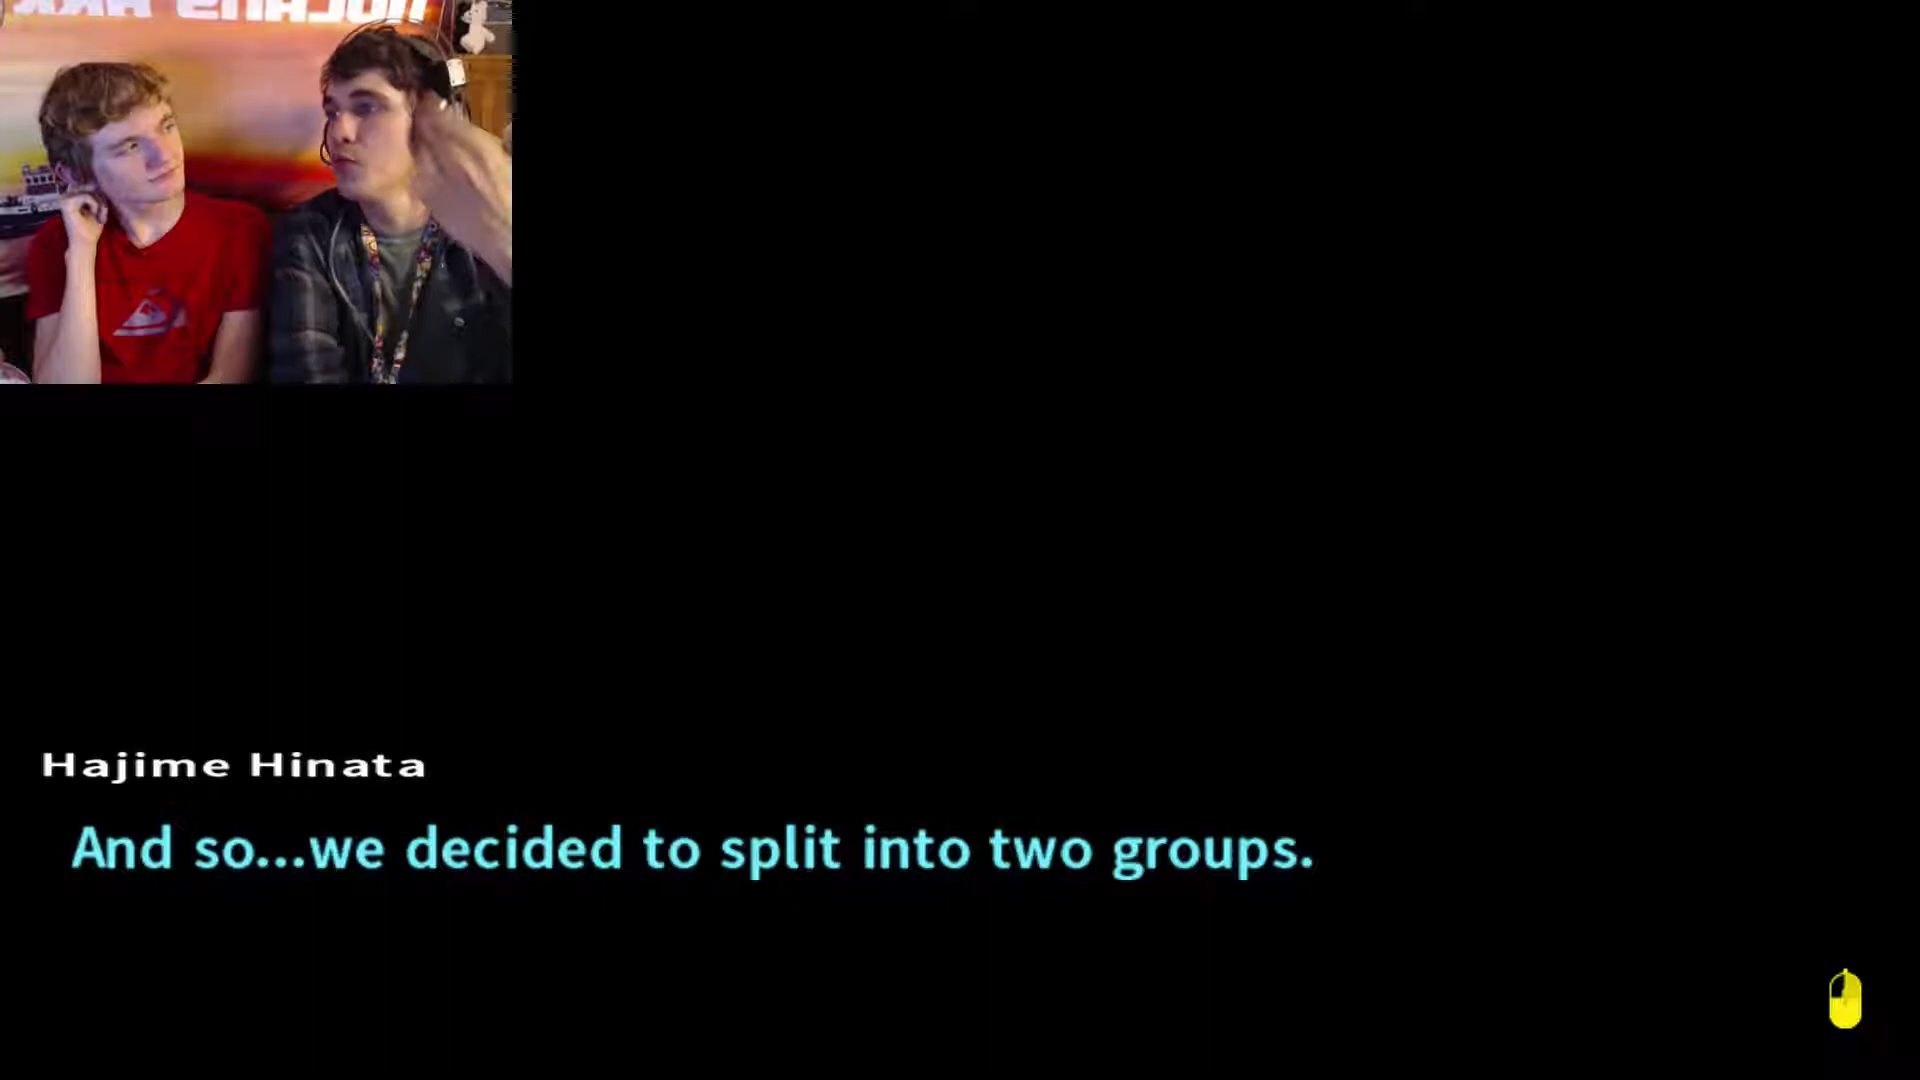 Hajime Hinata
And so...we decided to split into two groups.